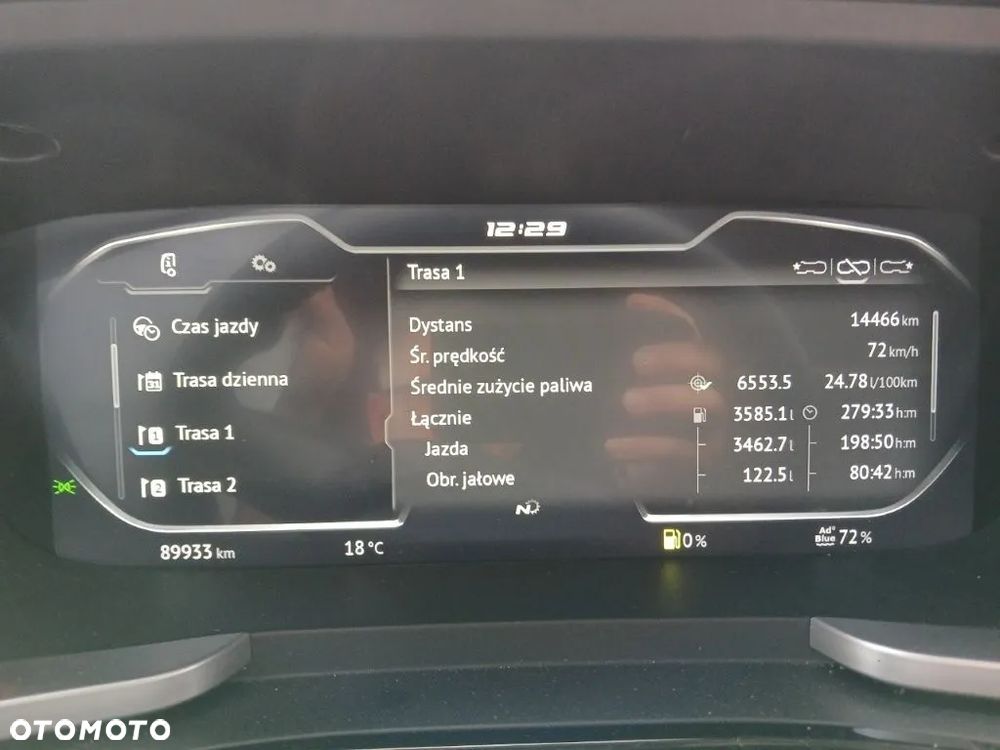 12:29
Trasa 1
Czas jazdy
Trasa dzienna
Trasa 1
Trasa 2
Dystans 14466 km
Śr. prędkość 72 km/h
Średnie zużycie paliwa 6553.5 24.78 l/100km
Łącznie 3585.1 l 279:33 h:m
Jazda 3462.7 l 198:50 h:m
Obr. jałowe 122.5 l 80:42 h:m
N
89933 km 18 °C 0 % Ad° Blue 72 %
OTOMOTO